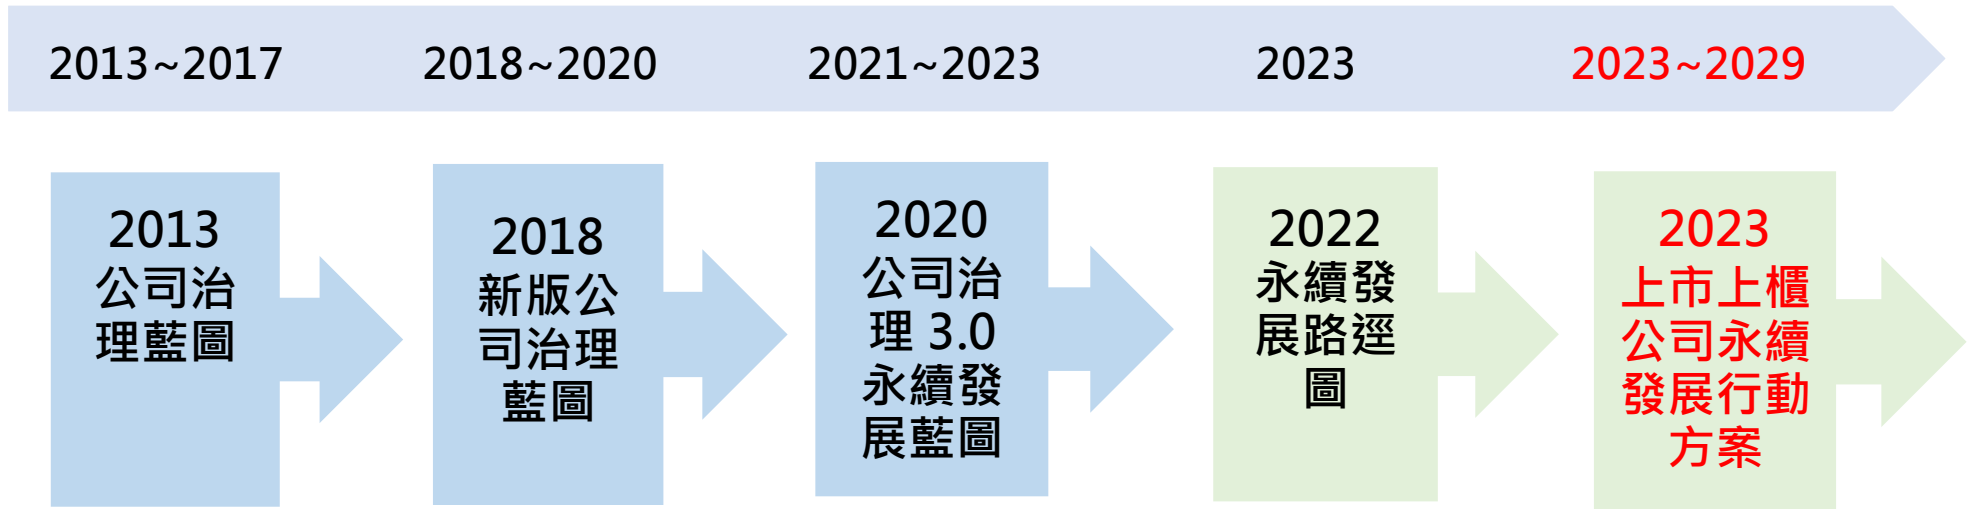 2013~2017
2018~2020
2021~2023
2023
2023~2029
2013
公司治
理藍圖
2018
新版公
司治理
藍圖
2020
公司治
理 3.0
永續發
展藍圖
2022
永續發
展路逕
圖
2023
上市上櫃
公司永續
發展行動
方案